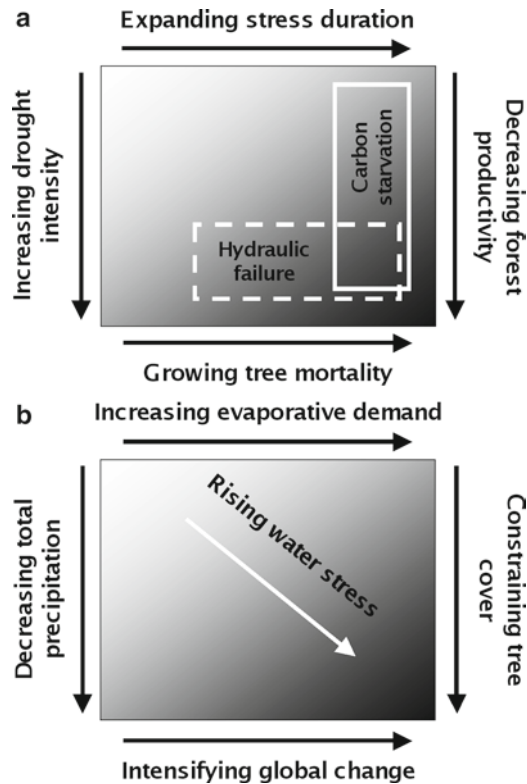 a
Expanding stress duration
Increasing drought
intensity
Carbon
starvation
Hydraulic
failure
Decreasing forest
productivity
Growing tree mortality
b
Increasing evaporative demand
Decreasing total
precipitation
Rising water stress
Constraining tree
cover
Intensifying global change